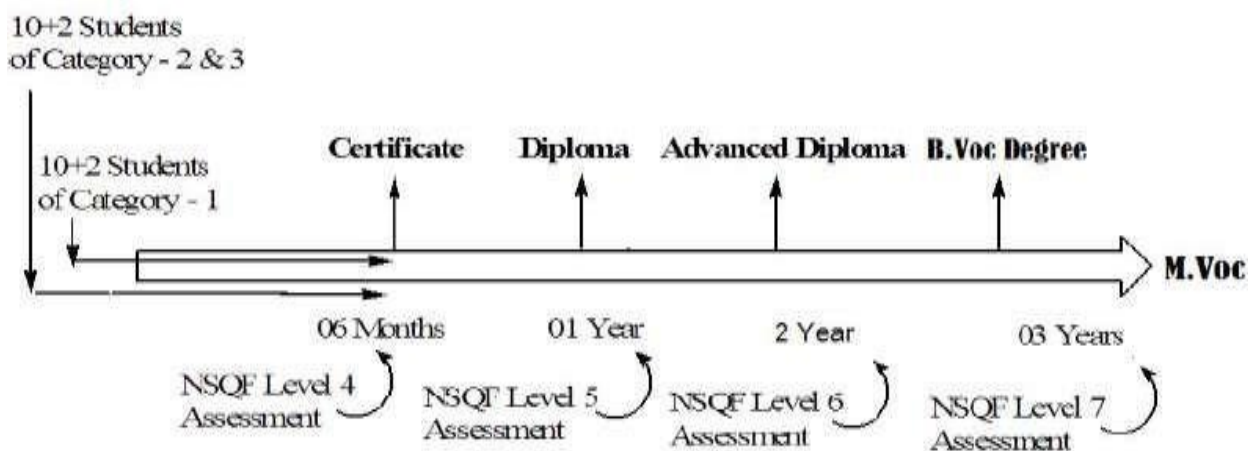 10+2 Students
of Category - 2 & 3
10+2 Students
of Category - 1
Certificate
Diploma
Advanced Diploma
B.Voc Degree
M.Voc
06 Months
01 Year
2 Year
03 Years
NSQF Level 4
Assessment
NSQF Level 5
Assessment
NSQF Level 6
Assessment
NSQF Level 7
Assessment